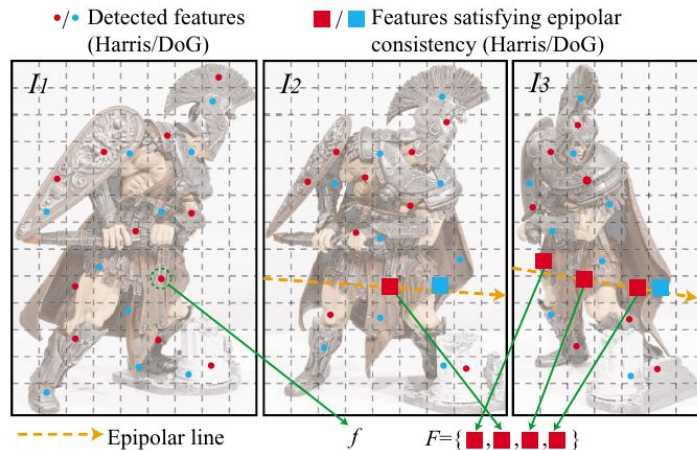 •/• Detected features
(Harris/DoG)
■ / ■ Features satisfying epipolar
consistency (Harris/DoG)
I1
I2
I3
Epipolar line
f
F={■,■,■,■}